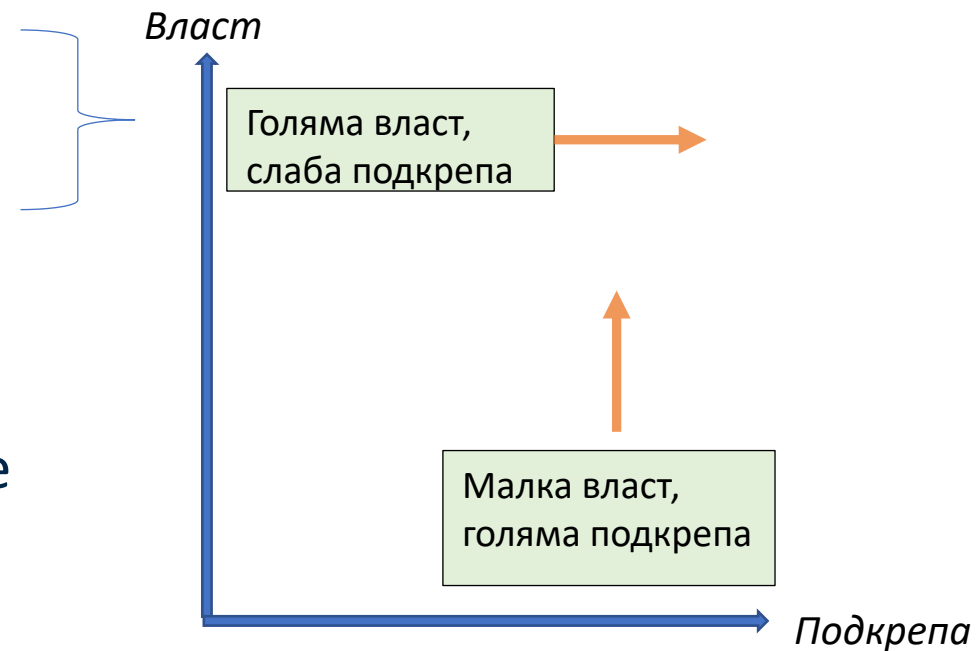 Власт
Голяма власт,
слаба подкрепа
е
Малка власт,
голяма подкрепа
Подкрепа